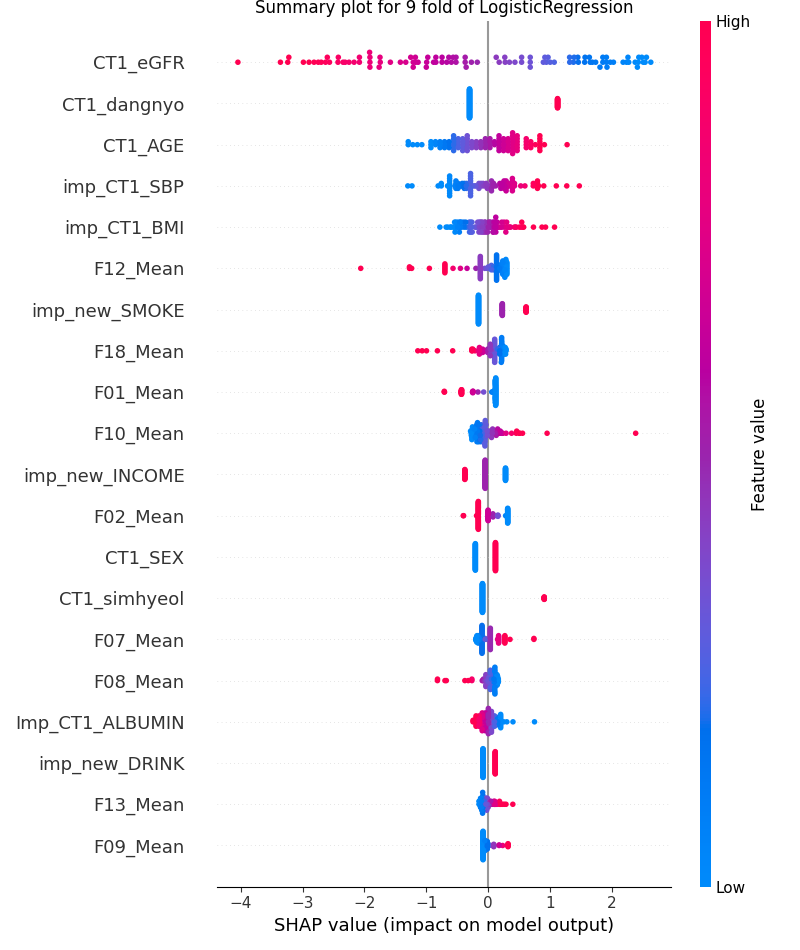 Summary plot for 9 fold of LogisticRegression
High
CT1_eGFR
CT1_dangnyo
CT1_AGE
imp_CT1_SBP
imp_CT1_BMI
F12_Mean
imp_new_SMOKE
F18_Mean
F01_Mean
F10_Mean
imp_new_INCOME
F02_Mean
CT1_SEX
CT1_simhyeol
F07_Mean
F08_Mean
Imp_CT1_ALBUMIN
imp_new_DRINK
F13_Mean
F09_Mean
Feature value
Low
−4 −3 −2 −1 0 1 2
SHAP value (impact on model output)